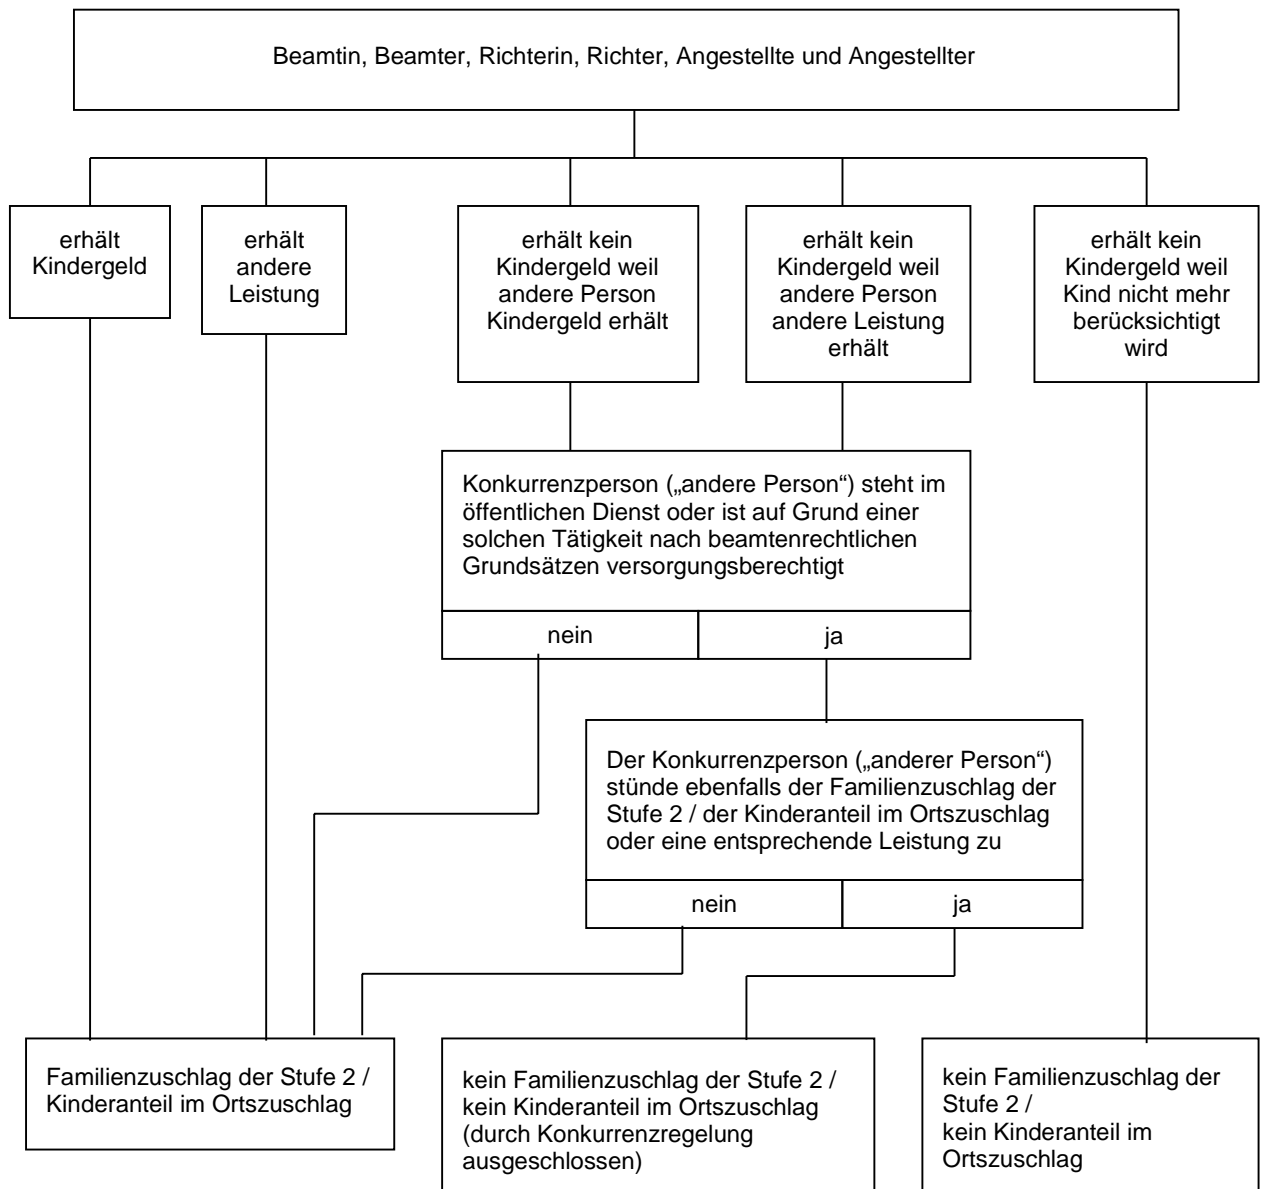 Beamtin, Beamter, Richterin, Richter, Angestellte und Angestellter
erhält
Kindergeld
erhält
andere
Leistung
erhält kein
Kindergeld weil
andere Person
Kindergeld erhält
erhält kein
Kindergeld weil
andere Person
andere Leistung
erhält
erhält kein
Kindergeld weil
Kind nicht mehr
berücksichtigt
wird
Konkurrenzperson („andere Person“) steht im
öffentlichen Dienst oder ist auf Grund einer
solchen Tätigkeit nach beamtenrechtlichen
Grundsätzen versorgungsberechtigt
nein
ja
Der Konkurrenzperson („anderer Person“)
stünde ebenfalls der Familienzuschlag der
Stufe 2 / der Kinderanteil im Ortszuschlag
oder eine entsprechende Leistung zu
nein
ja
Familienzuschlag der Stufe 2 /
Kinderanteil im Ortszuschlag
kein Familienzuschlag der Stufe 2 /
kein Kinderanteil im Ortszuschlag
(durch Konkurrenzregelung
ausgeschlossen)
kein Familienzuschlag der
Stufe 2 /
kein Kinderanteil im
Ortszuschlag